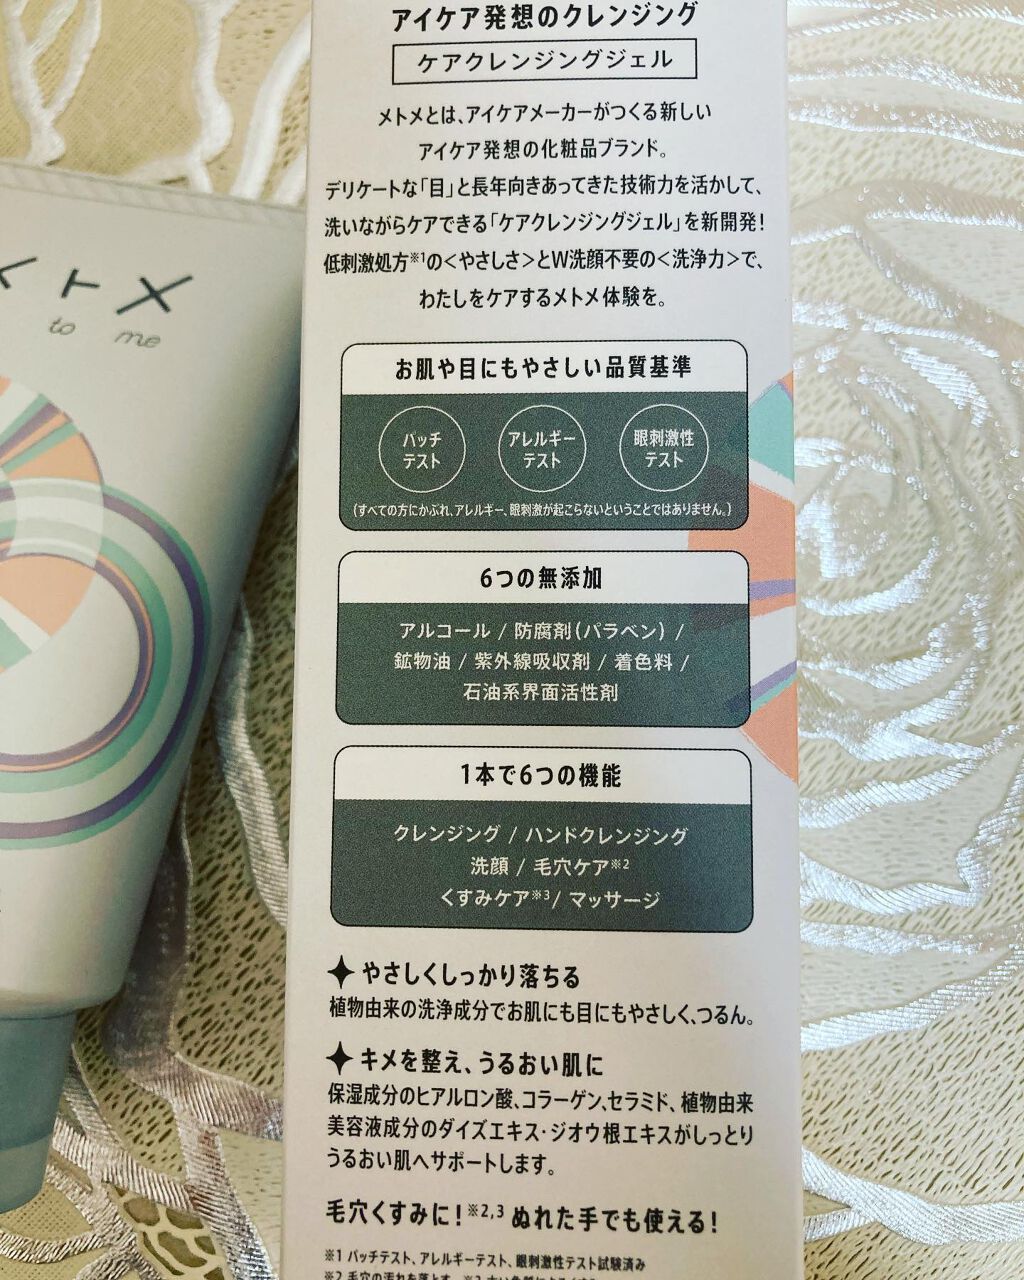 アイケア発想のクレンジング
ケアクレンジングジェル
メトメとは、アイケアメーカーがつくる新しい
アイケア発想の化粧品ブランド。
デリケートな「目」と長年向きあってきた技術力を活かして、
洗いながらケアできる「ケアクレンジングジェル」を新開発!
低刺激処方※1の<やさしさ>とW洗顔不要の<洗浄力>で、
わたしをケアするメトメ体験を。
お肌や目にもやさしい品質基準
パッチ
テスト
アレルギー
テスト
眼刺激性
テスト
(すべての方にかぶれ、アレルギー、眼刺激が起こらないということではありません。)
6つの無添加
アルコール / 防腐剤(パラベン) /
鉱物油 / 紫外線吸収剤 / 着色料 /
石油系界面活性剤
1本で6つの機能
クレンジング / ハンドクレンジング
洗顔 / 毛穴ケア※2
くすみケア※3/ マッサージ
やさしくしっかり落ちる
植物由来の洗浄成分でお肌にも目にもやさしく、つるん。
キメを整え、うるおい肌に
保湿成分のヒアルロン酸、コラーゲン、セラミド、植物由来
美容液成分のダイズエキス・ジオウ根エキスがしっとり
うるおい肌へサポートします。
毛穴くすみに!※2,3 ぬれた手でも使える!
※1 パッチテスト、アレルギーテスト、眼刺激性テスト試験済み
※2 毛穴の汚れを落とす
メトメ
to me